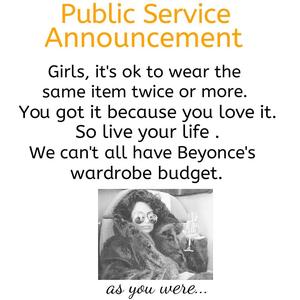 Public Service
Announcement
Girls, it's ok to wear the
same item twice or more.
You got it because you love it.
So live your life .
We can't all have Beyonce's
wardrobe budget.
as you were...